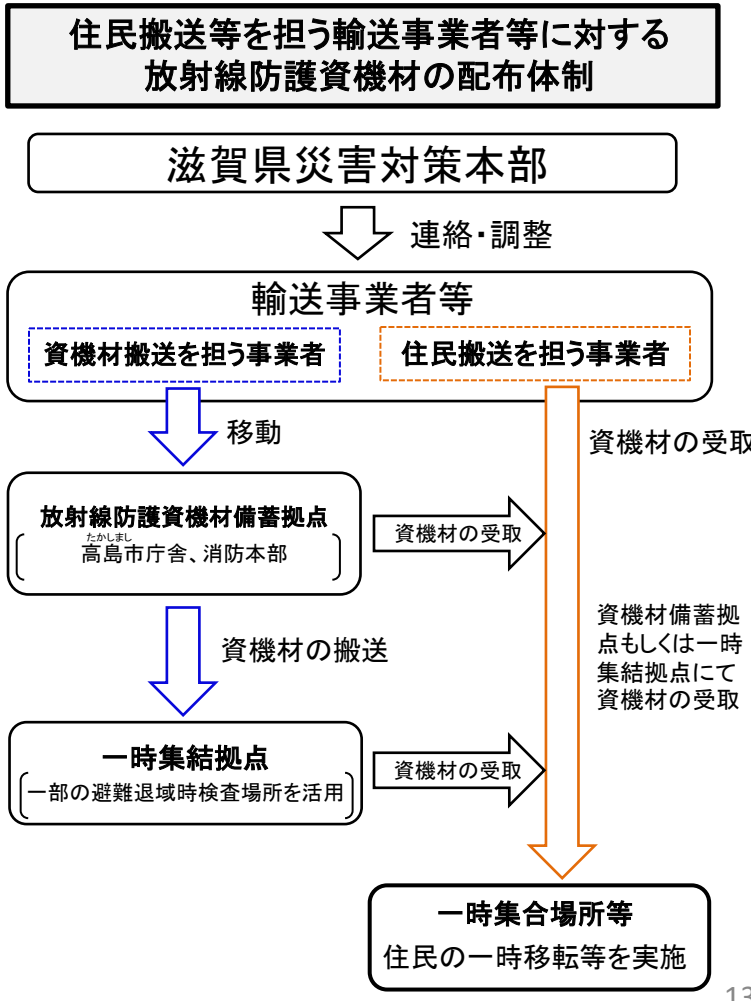 住民搬送等を担う輸送事業者等に対する
放射線防護資機材の配布体制
滋賀県災害対策本部
連絡・調整
輸送事業者等
資機材搬送を担う事業者
住民搬送を担う事業者
移動
資機材の受取
放射線防護資機材備蓄拠点
たかしまし
高島市庁舎、消防本部
資機材の受取
資機材の搬送
資機材備蓄拠
点もしくは一時
集結拠点にて
資機材の受取
一時集結拠点
一部の避難退域時検査場所を活用
資機材の受取
一時集合場所等
住民の一時移転等を実施
13